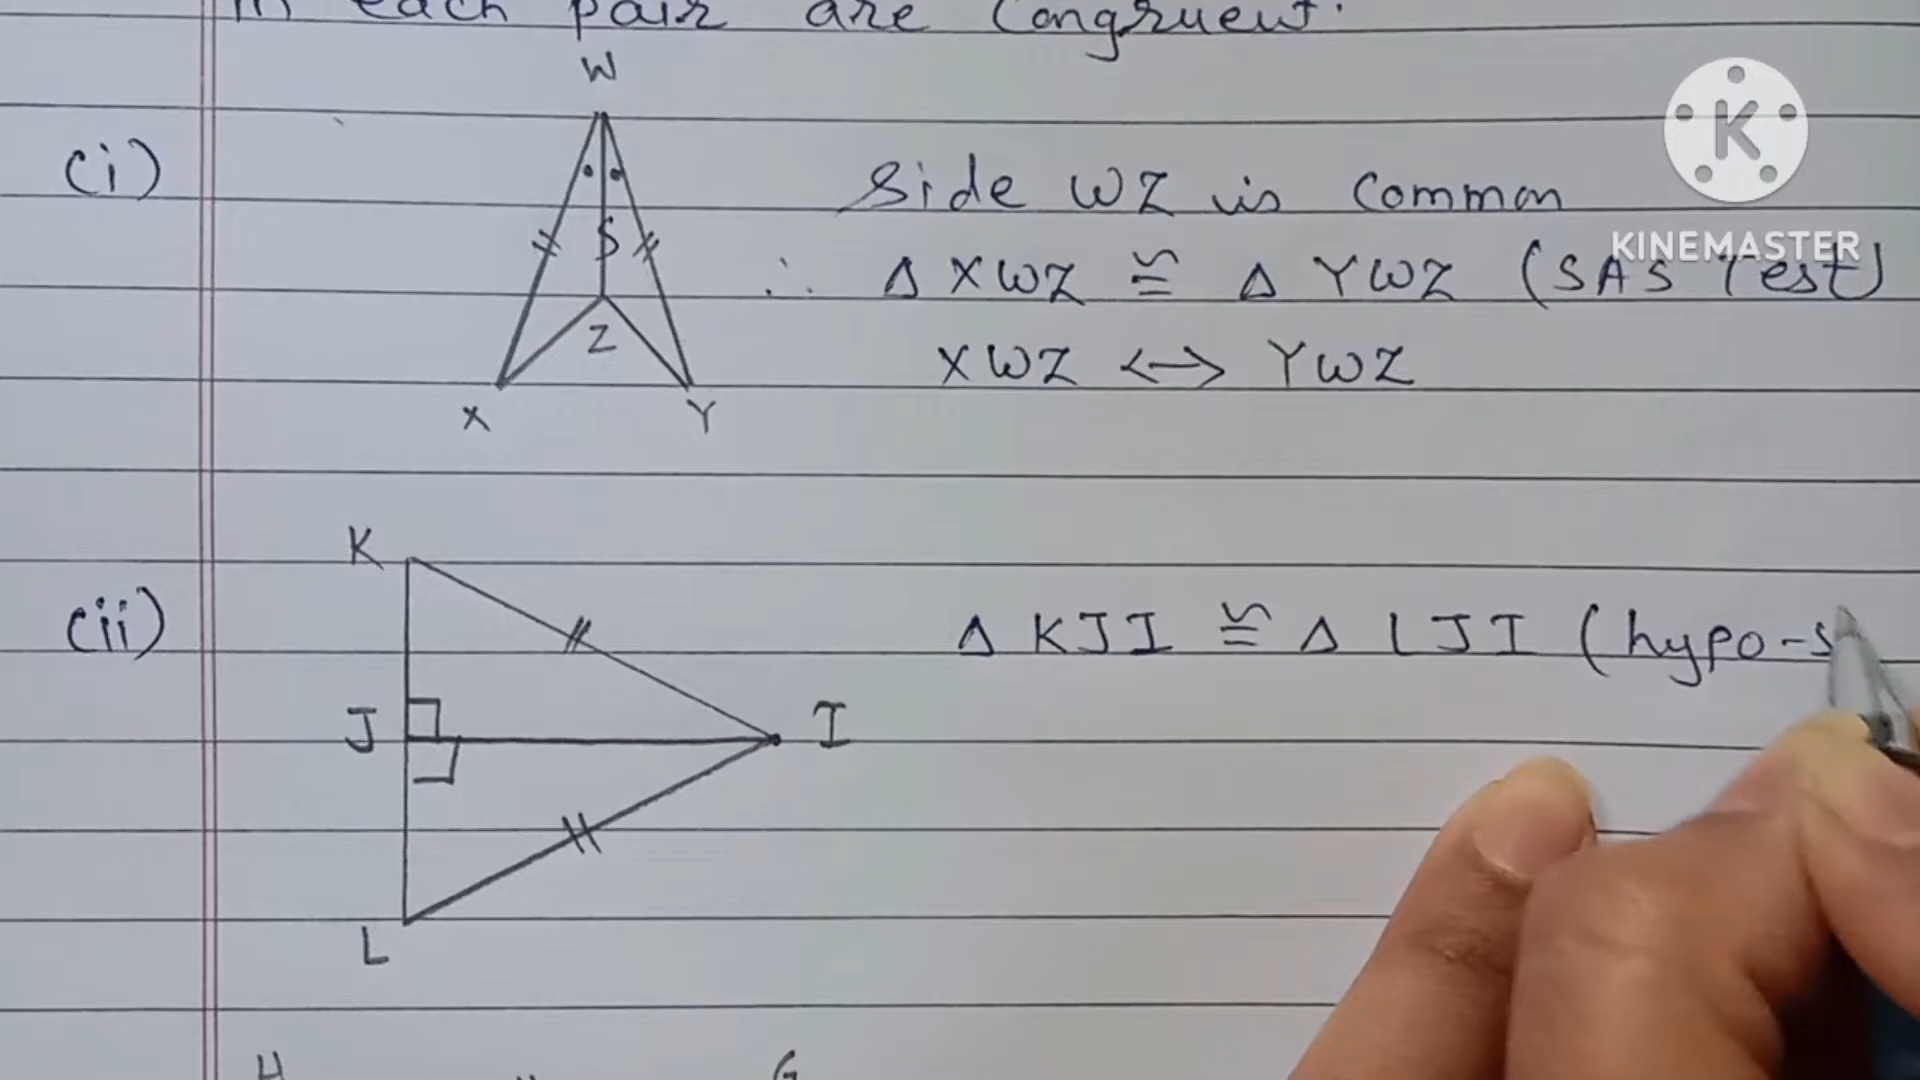 in each pair are congruent.
W
(i)
Side WZ is common
KINEMASTER
∴ Δ XWZ ≅ Δ YWZ (SAS Test)
Z
XWZ <-> YWZ
X Y
K
(ii)
Δ KJI ≅ Δ LJI (hypo-s
J I
L
H G